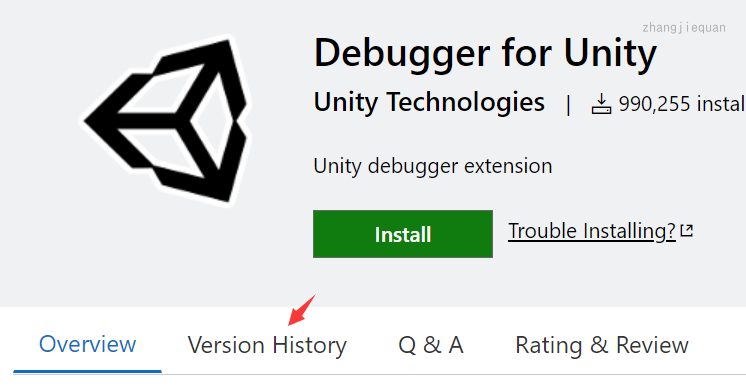 zhangjiequan
Debugger for Unity
Unity Technologies | 990,255 instal
Unity debugger extension
Install Trouble Installing?
Overview Version History Q & A Rating & Review